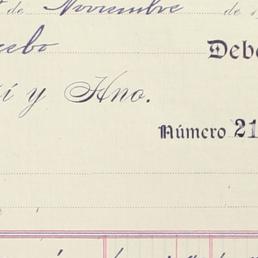 de Noviembre de
Debe
í y Hno.
Número 21